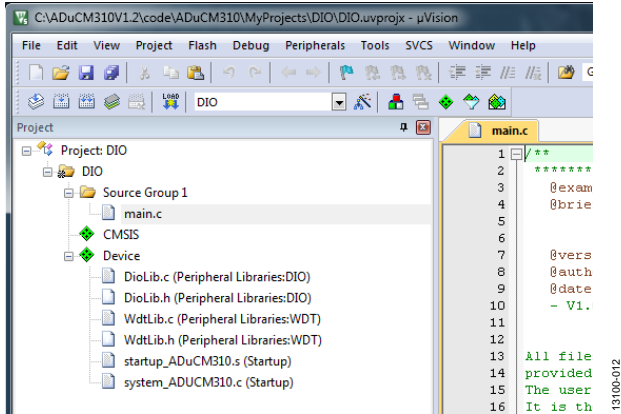 C:\ADuCM310V1.2\code\ADuCM310\MyProjects\DIO\DIO.uvprojx - µVision
File Edit View Project Flash Debug Peripherals Tools SVCS Window Help
G
LOAD DIO
Project
main.c
Project: DIO
DIO
Source Group 1
main.c
CMSIS
Device
DioLib.c (Peripheral Libraries:DIO)
DioLib.h (Peripheral Libraries:DIO)
WdtLib.c (Peripheral Libraries:WDT)
WdtLib.h (Peripheral Libraries:WDT)
startup_ADuCM310.s (Startup)
system_ADUCM310.c (Startup)
1 /**
2 *******
3 @exam
4 @brie
5
6
7 @vers
8 @auth
9 @date
10 - V1.
11
12
13 All file
14 provided
15 The user
16 It is th
13100-012